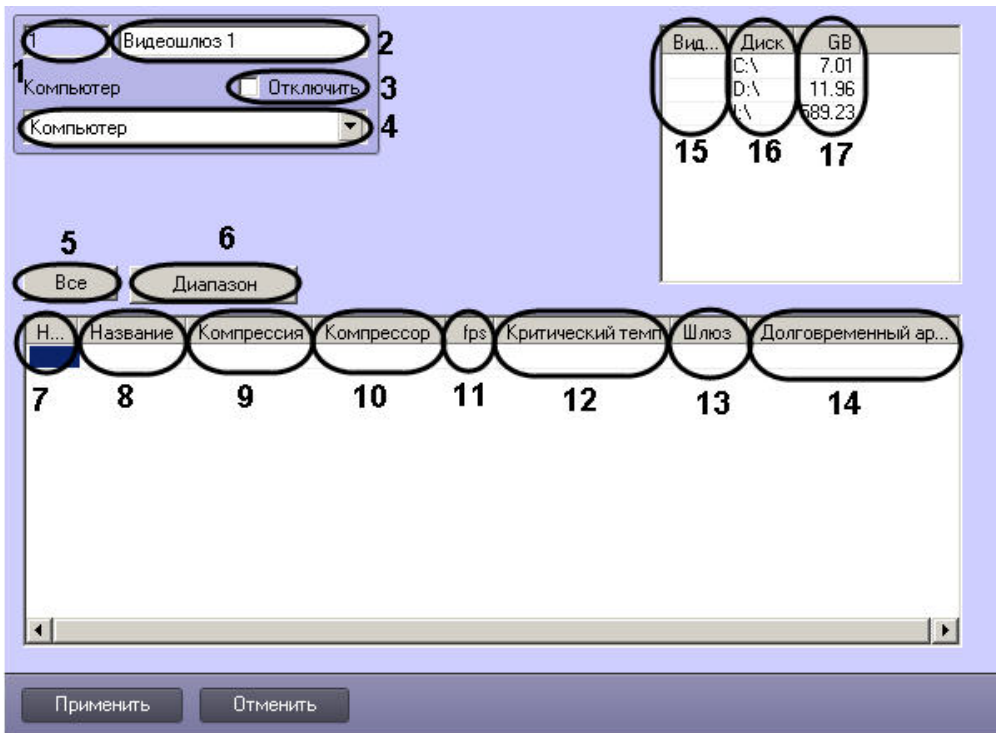 1 Видеошлюз 1 2
1 Компьютер Отключить 3
Компьютер 4
Вид... Диск GB
C:\ 7.01
D:\ 11.96
:\ 589.23
15 16 17
5 6
Все Диапазон
Н... Название Компрессия Компрессор fps Критический темп Шлюз Долговременный ар...
7 8 9 10 11 12 13 14
Применить Отменить